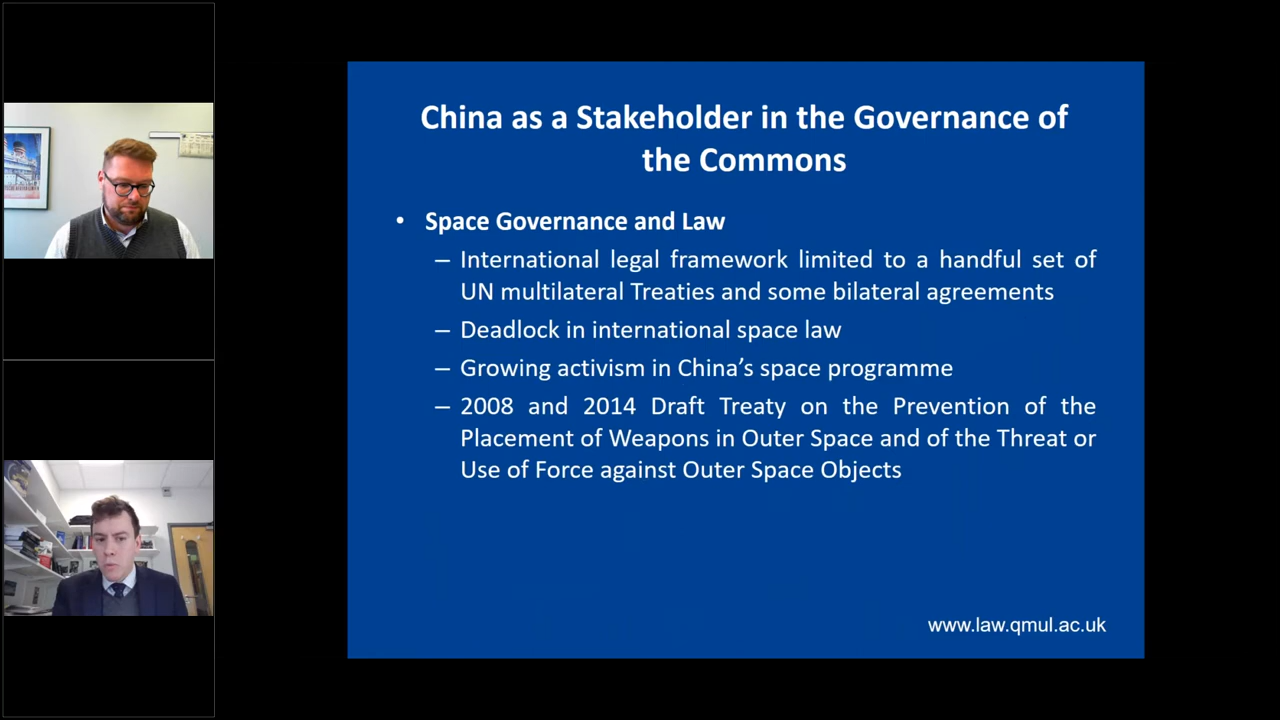 China as a Stakeholder in the Governance of
the Commons
• Space Governance and Law
– International legal framework limited to a handful set of
UN multilateral Treaties and some bilateral agreements
– Deadlock in international space law
– Growing activism in China’s space programme
– 2008 and 2014 Draft Treaty on the Prevention of the
Placement of Weapons in Outer Space and of the Threat or
Use of Force against Outer Space Objects
www.law.qmul.ac.uk